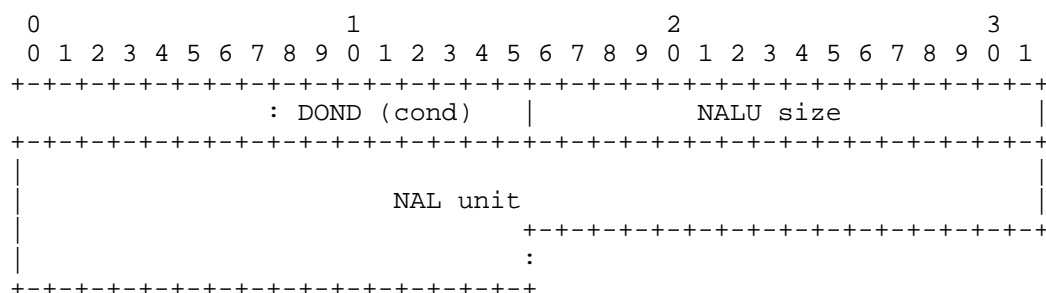 0                   1                   2                   3
 0 1 2 3 4 5 6 7 8 9 0 1 2 3 4 5 6 7 8 9 0 1 2 3 4 5 6 7 8 9 0 1
+-+-+-+-+-+-+-+-+-+-+-+-+-+-+-+-+-+-+-+-+-+-+-+-+-+-+-+-+-+-+-+-+
                : DOND (cond)   |          NALU size            |
+-+-+-+-+-+-+-+-+-+-+-+-+-+-+-+-+-+-+-+-+-+-+-+-+-+-+-+-+-+-+-+-+
|                                                               |
|                       NAL unit                                |
|                               +-+-+-+-+-+-+-+-+-+-+-+-+-+-+-+-+
|                               :
+-+-+-+-+-+-+-+-+-+-+-+-+-+-+-+-+